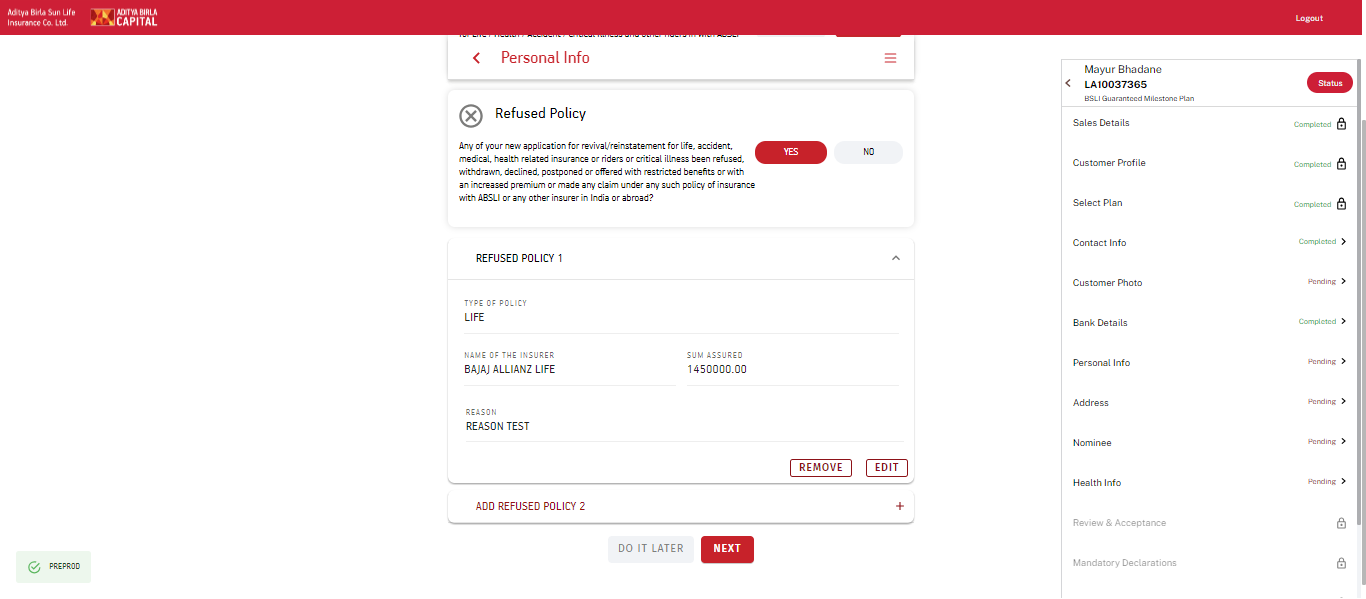 Aditya Birla Sun Life
Insurance Co. Ltd.
ADITYA BIRLA
CAPITAL
Logout
Personal Info
Refused Policy
Any of your new application for revival/reinstatement for life, accident,
medical, health related insurance or riders or critical illness been refused,
withdrawn, declined, postponed or offered with restricted benefits or with
an increased premium or made any claim under any such policy of insurance
with ABSLI or any other insurer in India or abroad?
YES
NO
REFUSED POLICY 1
TYPE OF POLICY
LIFE
NAME OF THE INSURER
SUM ASSURED
BAJAJ ALLIANZ LIFE
1450000.00
REASON
REASON TEST
REMOVE
EDIT
ADD REFUSED POLICY 2
+
DO IT LATER
NEXT
PREPROD
Mayur Bhadane
LA10037365
BSLI Guaranteed Milestone Plan
Status
Sales Details
Completed
Customer Profile
Completed
Select Plan
Completed
Contact Info
Completed
Customer Photo
Pending
Bank Details
Completed
Personal Info
Pending
Address
Pending
Nominee
Pending
Health Info
Pending
Review & Acceptance
Mandatory Declarations